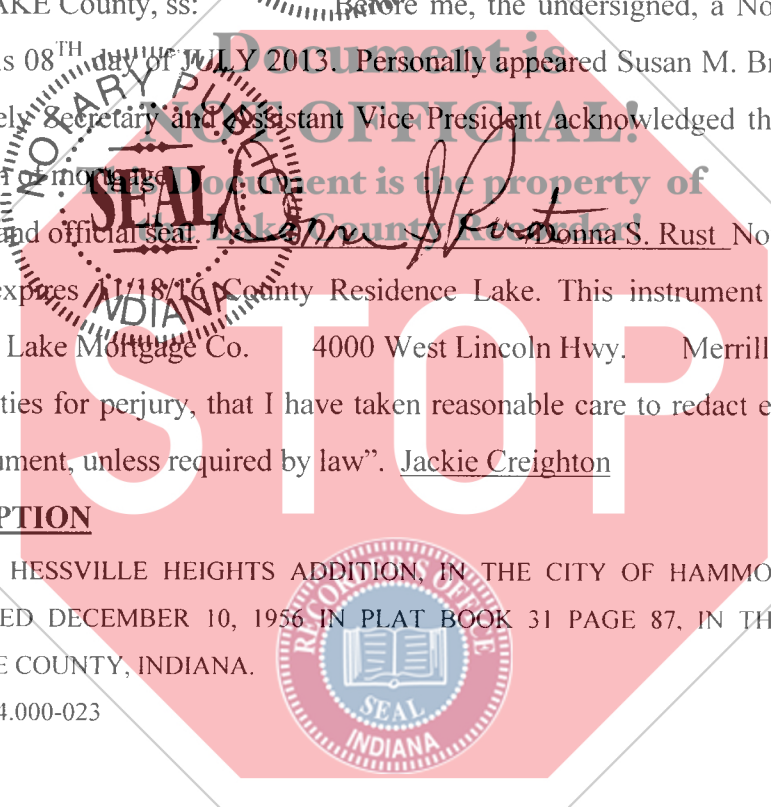 AKE County, ss: Before me, the undersigned, a No
s 08TH day of JULY 2013. Personally appeared Susan M. Br
ely Secretary and Assistant Vice President acknowledged th
n of mortgage.
and official seal. Donna S. Rust Donna S. Rust No
expires 11/18/16 County Residence Lake. This instrument
Lake Mortgage Co. 4000 West Lincoln Hwy. Merrill
ties for perjury, that I have taken reasonable care to redact e
ument, unless required by law". Jackie Creighton
PTION
HESSVILLE HEIGHTS ADDITION, IN THE CITY OF HAMMO
ED DECEMBER 10, 1956 IN PLAT BOOK 31 PAGE 87, IN TH
E COUNTY, INDIANA.
4.000-023
NOTARY PUBLIC
SEAL
INDIANA
Document is
NOT OFFICIAL!
This Document is the property of
the Lake County Recorder!
STOP
RECORDER'S OFFICE
SEAL
INDIANA